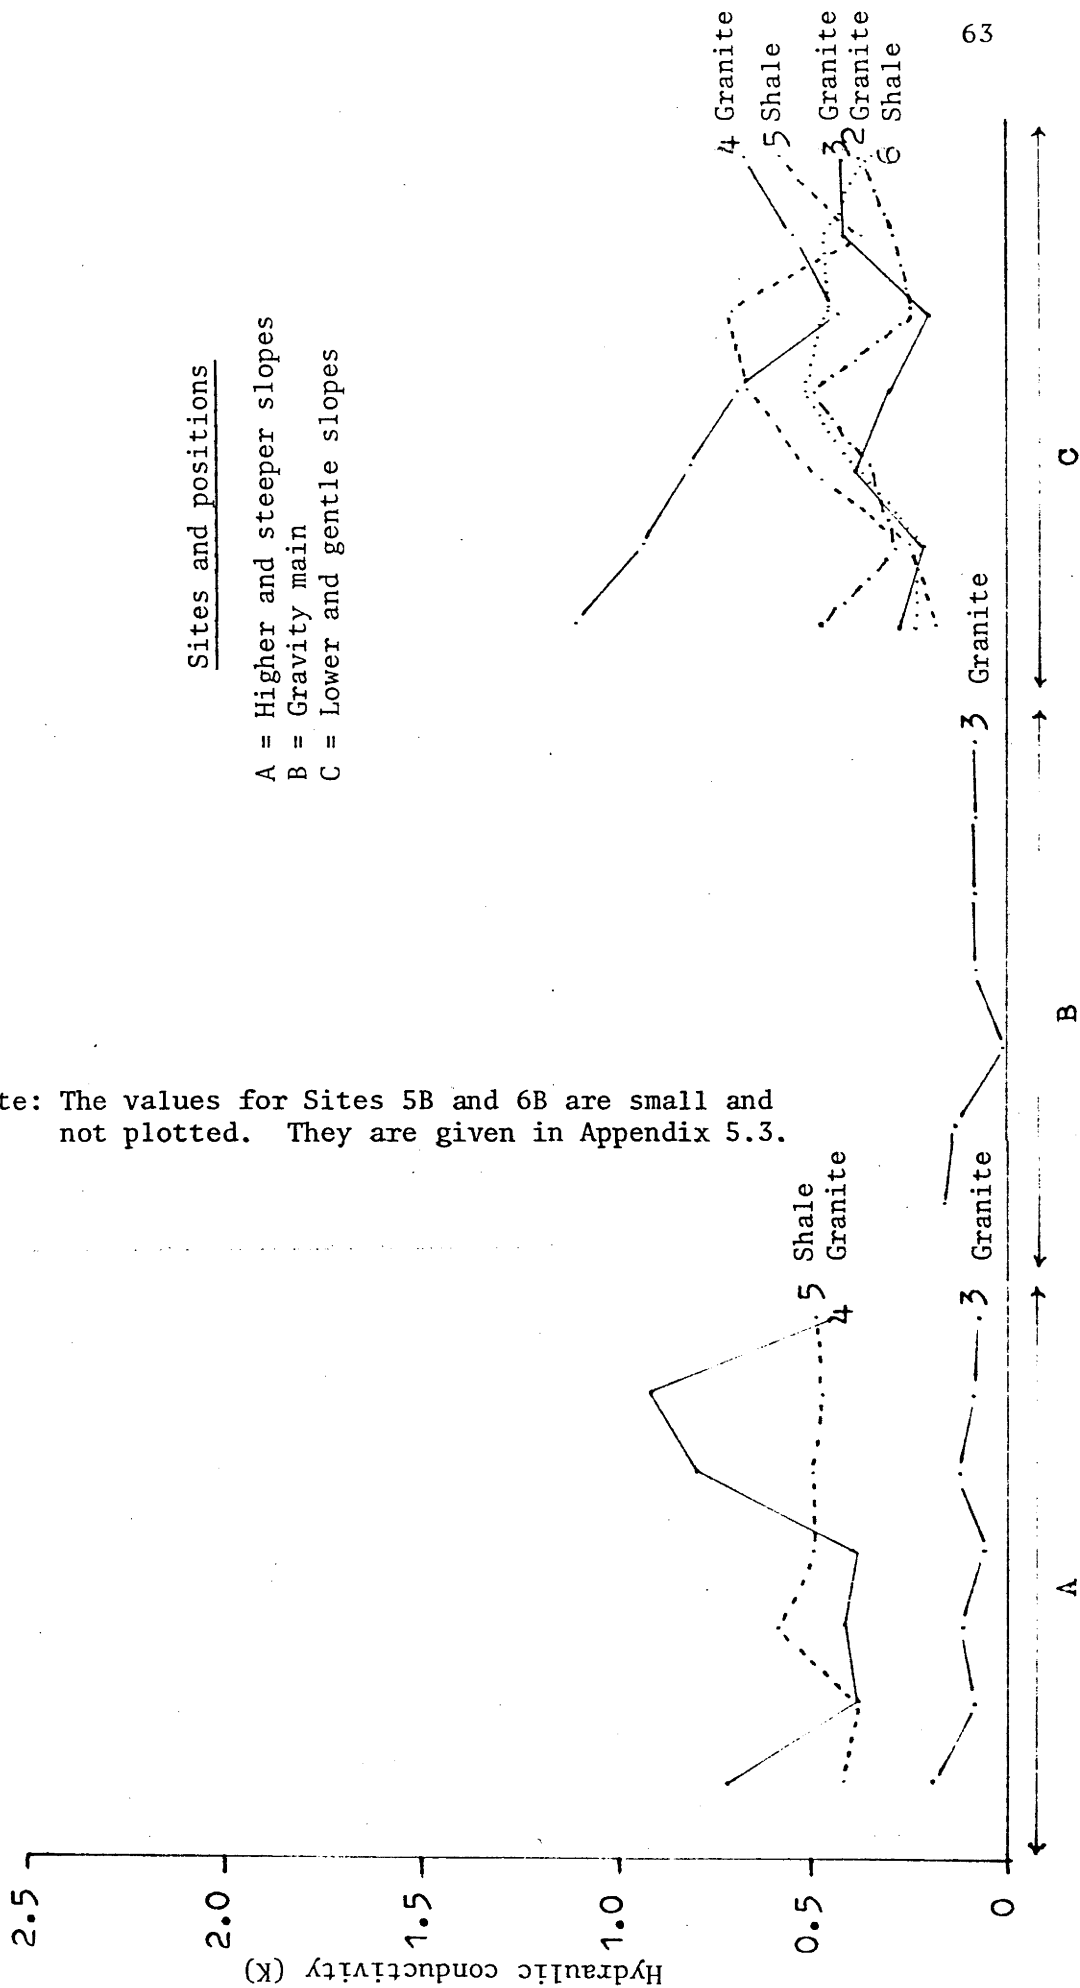 63
Sites and positions
A = Higher and steeper slopes
B = Gravity main
C = Lower and gentle slopes
te: The values for Sites 5B and 6B are small and
not plotted. They are given in Appendix 5.3.
Hydraulic conductivity (K)
2.5
2.0
1.5
1.0
0.5
0
5 Shale
4 Granite
3 Granite
3 Granite
4 Granite
5 Shale
3 Granite
2 Granite
6 Shale
A
B
C